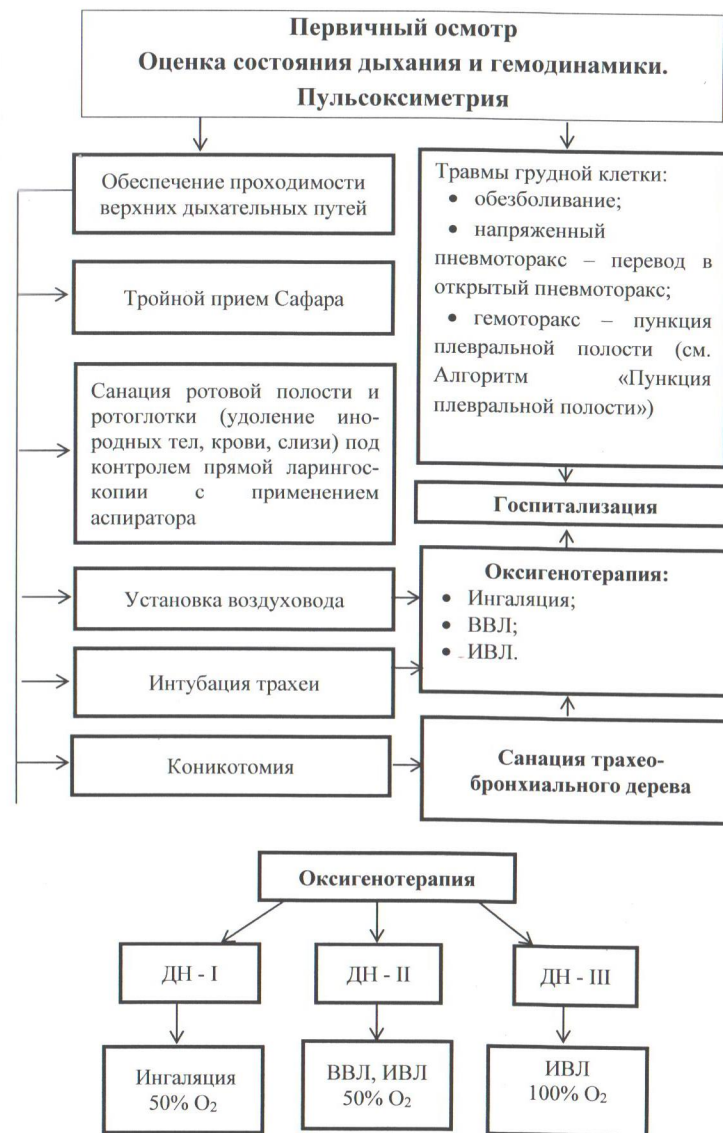 Первичный осмотр
Оценка состояния дыхания и гемодинамики.
Пульсоксиметрия
Обеспечение проходимости
верхних дыхательных путей
Тройной прием Сафара
Санация ротовой полости и
ротоглотки (удоление ино-
родных тел, крови, слизи) под
контролем прямой ларингос-
копии с применением
аспиратора
Установка воздуховода
Интубация трахеи
Коникотомия
Травмы грудной клетки:
• обезболивание;
• напряженный
пневмоторакс – перевод в
открытый пневмоторакс;
• гемоторакс – пункция
плевральной полости (см.
Алгоритм «Пункция
плевральной полости»)
Госпитализация
Оксигенотерапия:
• Ингаляция;
• ВВЛ;
• ИВЛ.
Санация трахео-
бронхиального дерева
Оксигенотерапия
ДН - I
ДН - II
ДН - III
Ингаляция
50% O₂
ВВЛ, ИВЛ
50% O₂
ИВЛ
100% O₂